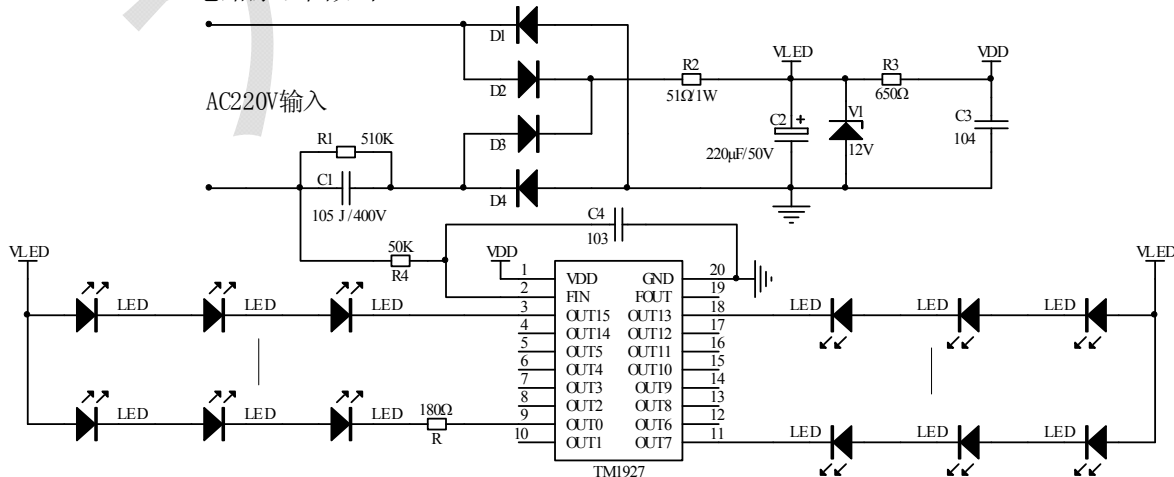 D1
D2
AC220V输入
D3
R1 510K
C1
105 J/400V
D4
R2
51Ω/1W
VLED
R3
650Ω
VDD
C2 +
220μF/50V
V1
12V
C3
104
C4
103
50K
R4
VDD
VLED
LED LED LED
LED LED LED
180Ω
R
1 VDD GND 20
2 FIN FOUT 19
3 OUT15 OUT13 18
4 OUT14 OUT12 17
5 OUT5 OUT11 16
6 OUT4 OUT10 15
7 OUT3 OUT9 14
8 OUT2 OUT8 13
9 OUT0 OUT6 12
10 OUT1 OUT7 11
TM1927
VLED
LED LED LED
LED LED LED